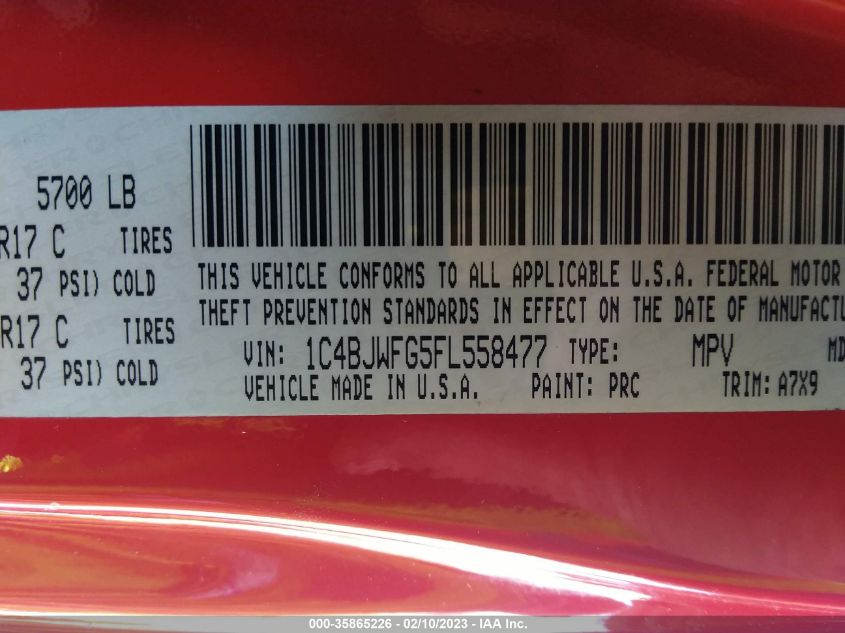 5700 LB
R17 C TIRES
37 PSI) COLD
R17 C TIRES
37 PSI) COLD
THIS VEHICLE CONFORMS TO ALL APPLICABLE U.S.A. FEDERAL MOTOR
THEFT PREVENTION STANDARDS IN EFFECT ON THE DATE OF MANUFACTU
VIN: 1C4BJWFG5FL558477 TYPE: MPV MD
VEHICLE MADE IN U.S.A. PAINT: PRC TRIM: A7X9
000-35865226 - 02/10/2023 - IAA Inc.